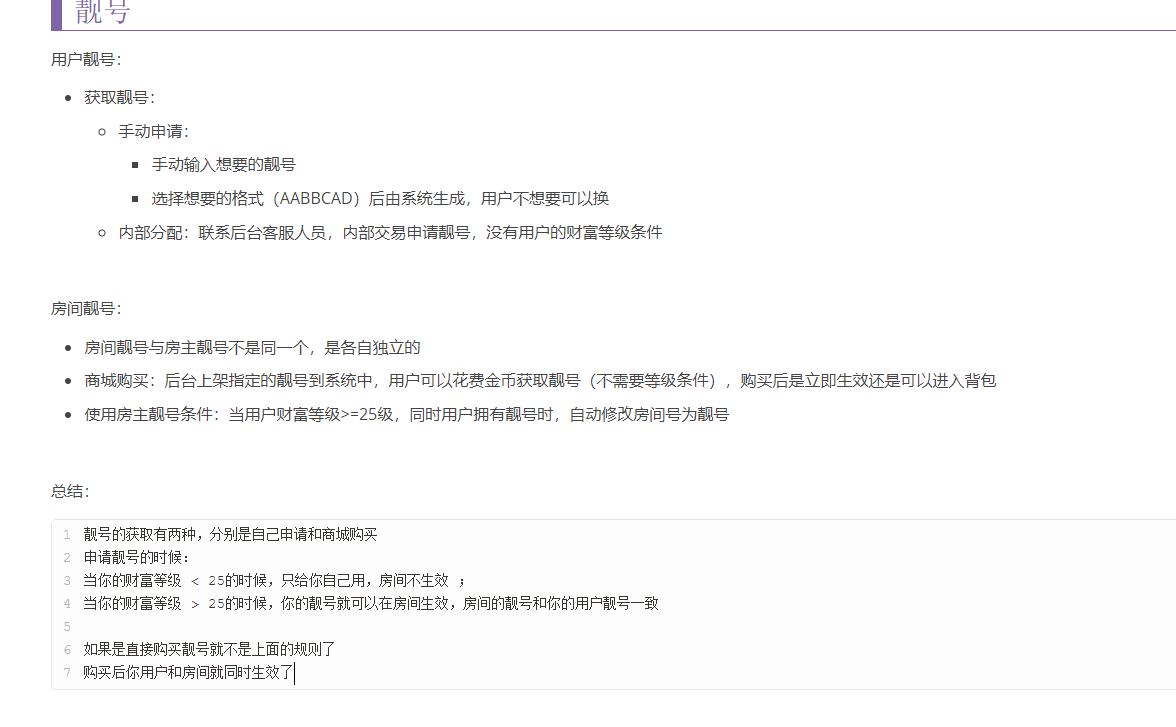 靓号
用户靓号：
获取靓号：
手动申请：
手动输入想要的靓号
选择想要的格式（AABBCAD）后由系统生成，用户不想要可以换
内部分配：联系后台客服人员，内部交易申请靓号，没有用户的财富等级条件
房间靓号：
房间靓号与房主靓号不是同一个，是各自独立的
商城购买：后台上架指定的靓号到系统中，用户可以花费金币获取靓号（不需要等级条件），购买后是立即生效还是可以进入背包
使用房主靓号条件：当用户财富等级>=25级，同时用户拥有靓号时，自动修改房间号为靓号
总结：
1 靓号的获取有两种，分别是自己申请和商城购买
2 申请靓号的时候：
3 当你的财富等级 < 25的时候，只给你自己用，房间不生效 ；
4 当你的财富等级 > 25的时候，你的靓号就可以在房间生效，房间的靓号和你的用户靓号一致
5
6 如果是直接购买靓号就不是上面的规则了
7 购买后你用户和房间就同时生效了